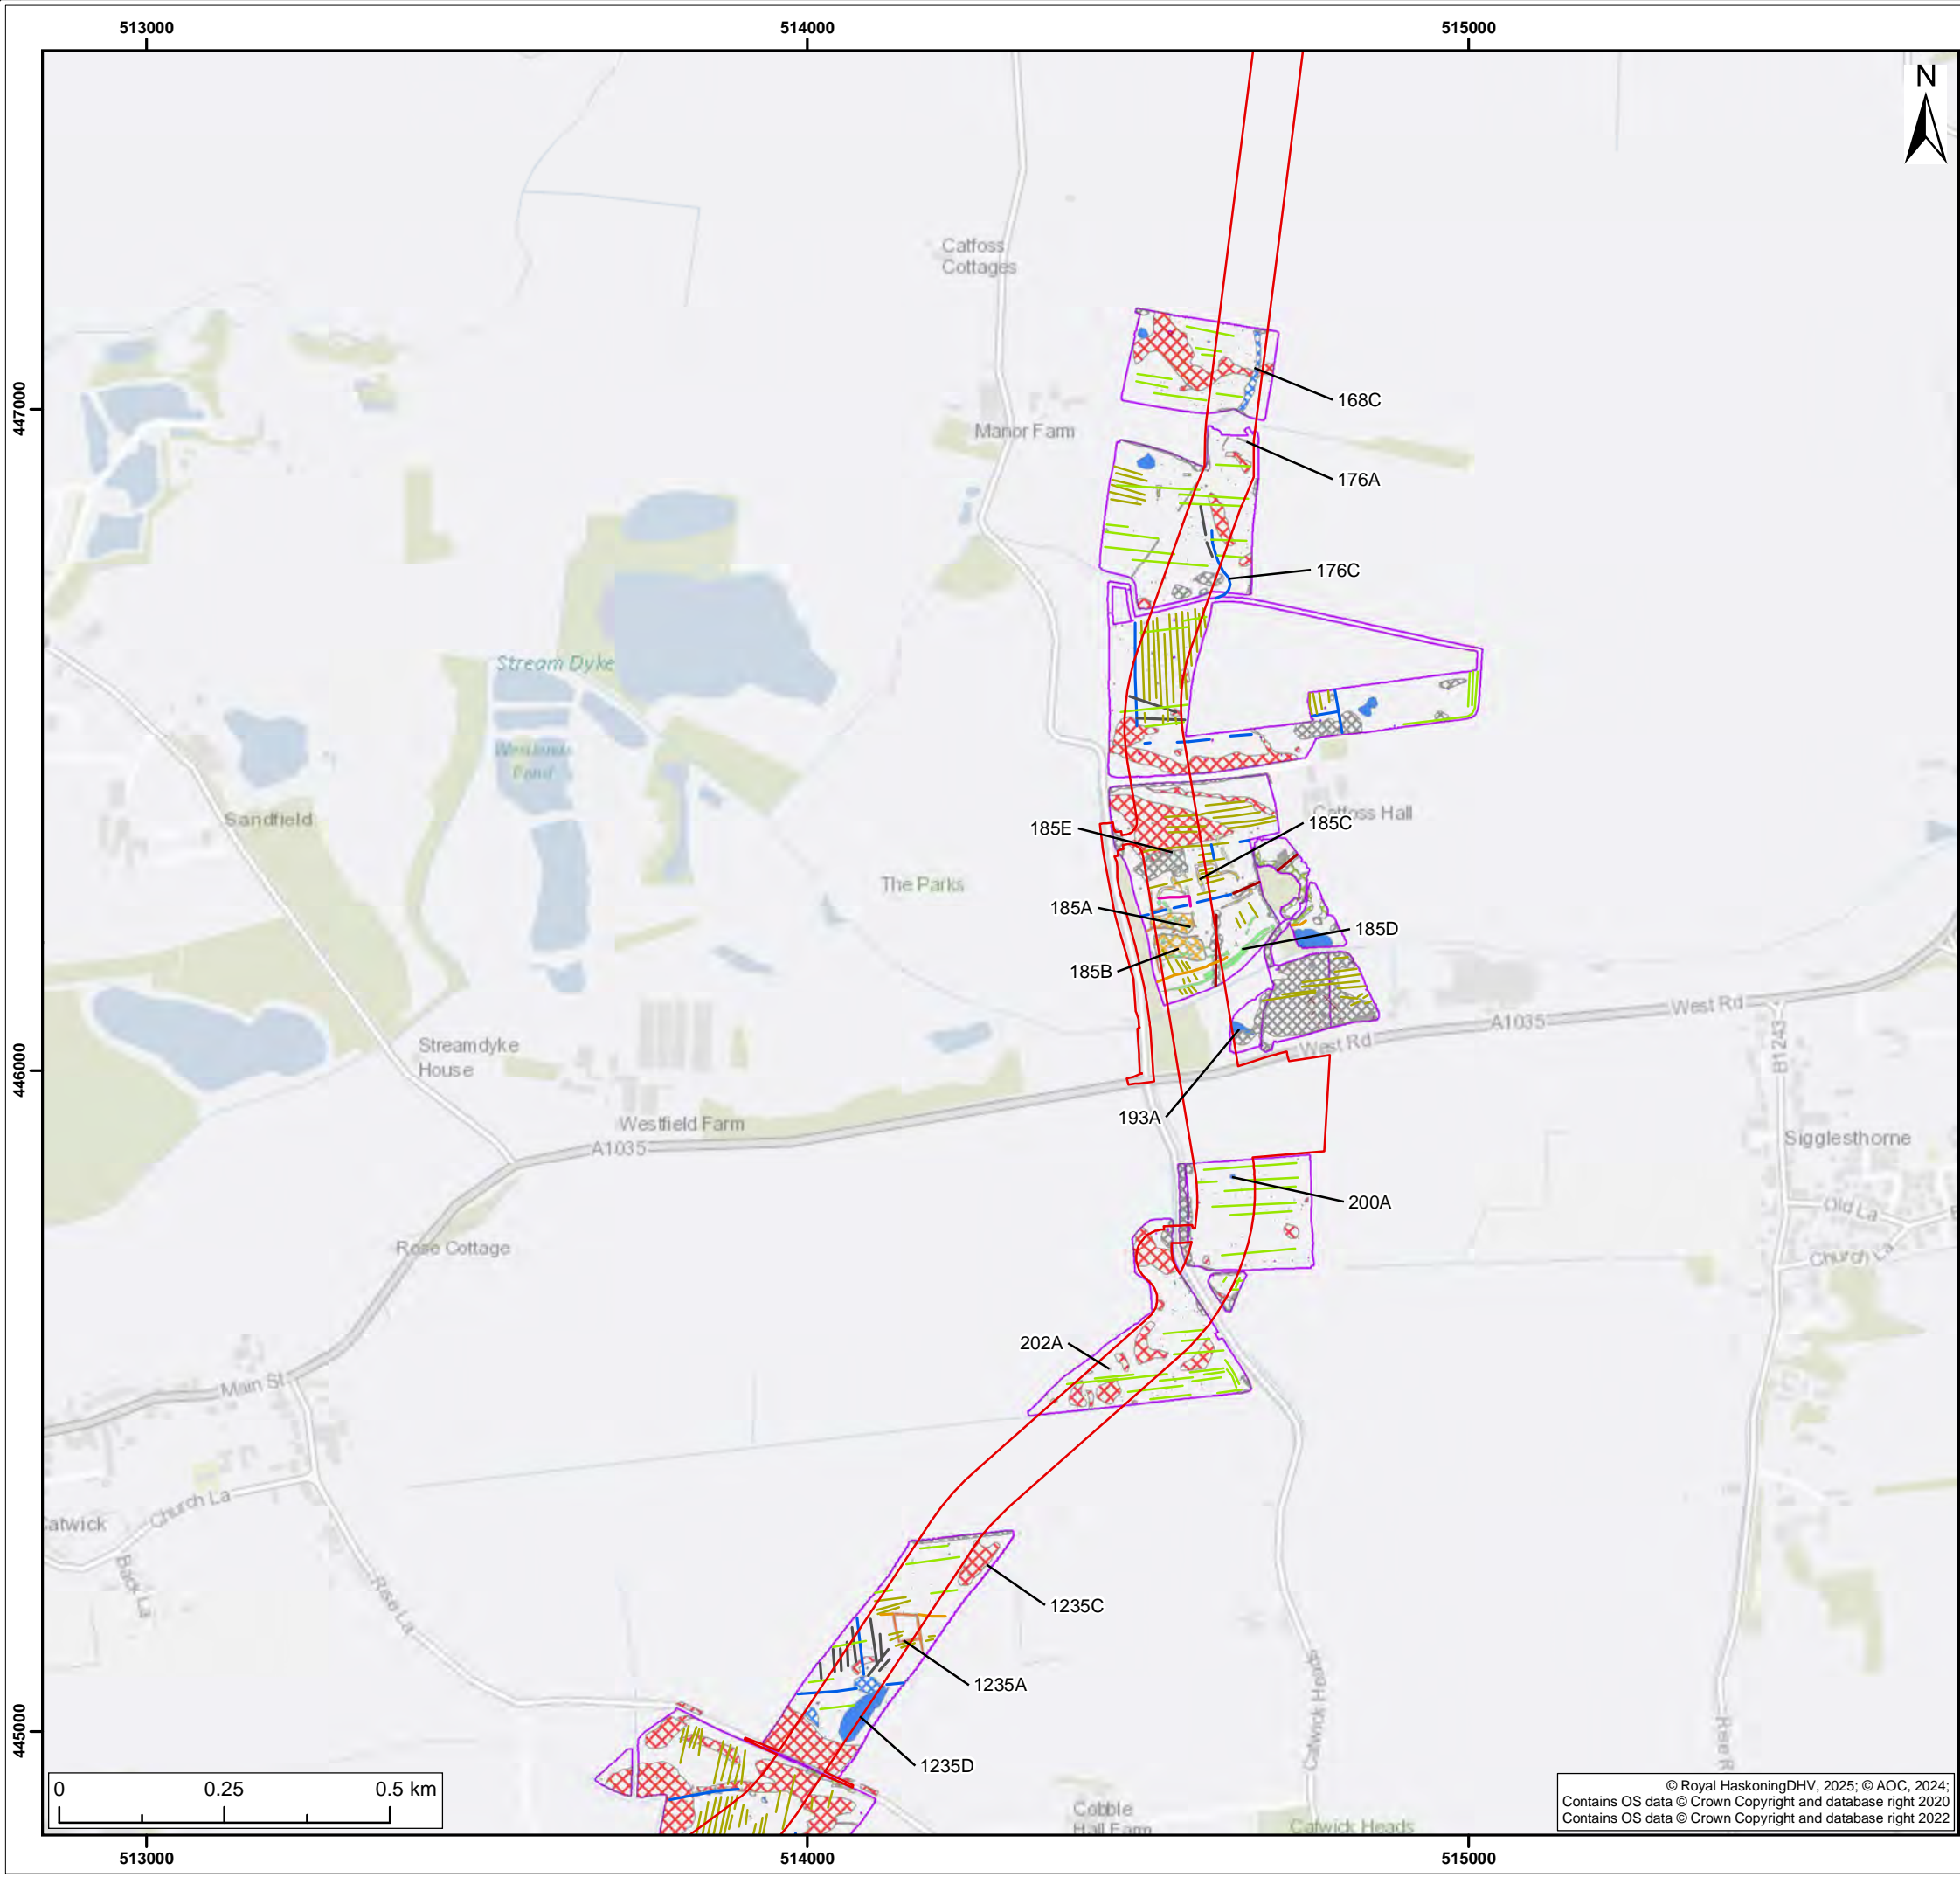 513000
514000
515000
N
Catfoss
Cottages
168C
447000
Manor Farm
176A
176C
Stream Dyke
Pond
Sandfield
Catfoss Hall
185C
185E
The Parks
185A
185D
185B
West Rd
A1035
West Rd
B1243
Streamdyke
House
446000
193A
Westfield Farm
A1035
Sigglesthorne
200A
Old La
Church La
Rose Cottage
202A
Main St
Church La
Catwick
Back La
Rise La
1235C
1235A
Catwick Heads
445000
1235D
Rise R
0
0.25
0.5 km
Cobble
Hall Farm
Catwick Heads
© Royal HaskoningDHV, 2025; © AOC, 2024;
Contains OS data © Crown Copyright and database right 2020
Contains OS data © Crown Copyright and database right 2022
513000
514000
515000